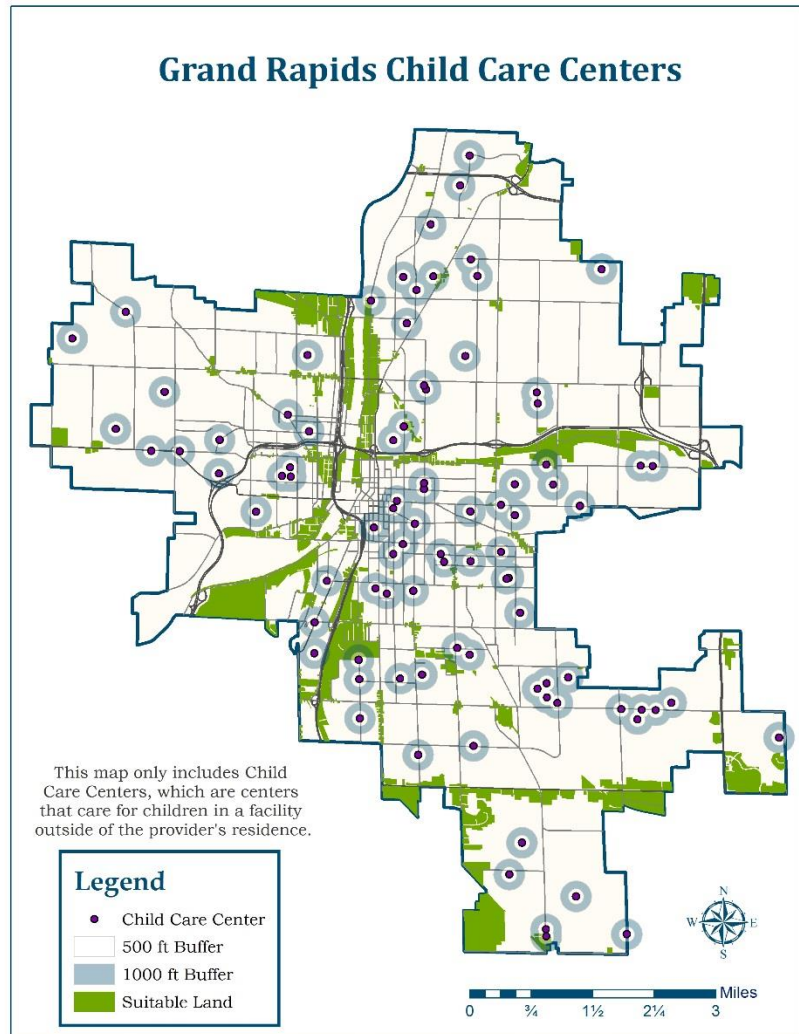 Grand Rapids Child Care Centers
This map only includes Child
Care Centers, which are centers
that care for children in a facility
outside of the provider's residence.
Legend
Child Care Center
500 ft Buffer
1000 ft Buffer
Suitable Land
N
W E
S
Miles
0 ¾ 1½ 2¼ 3